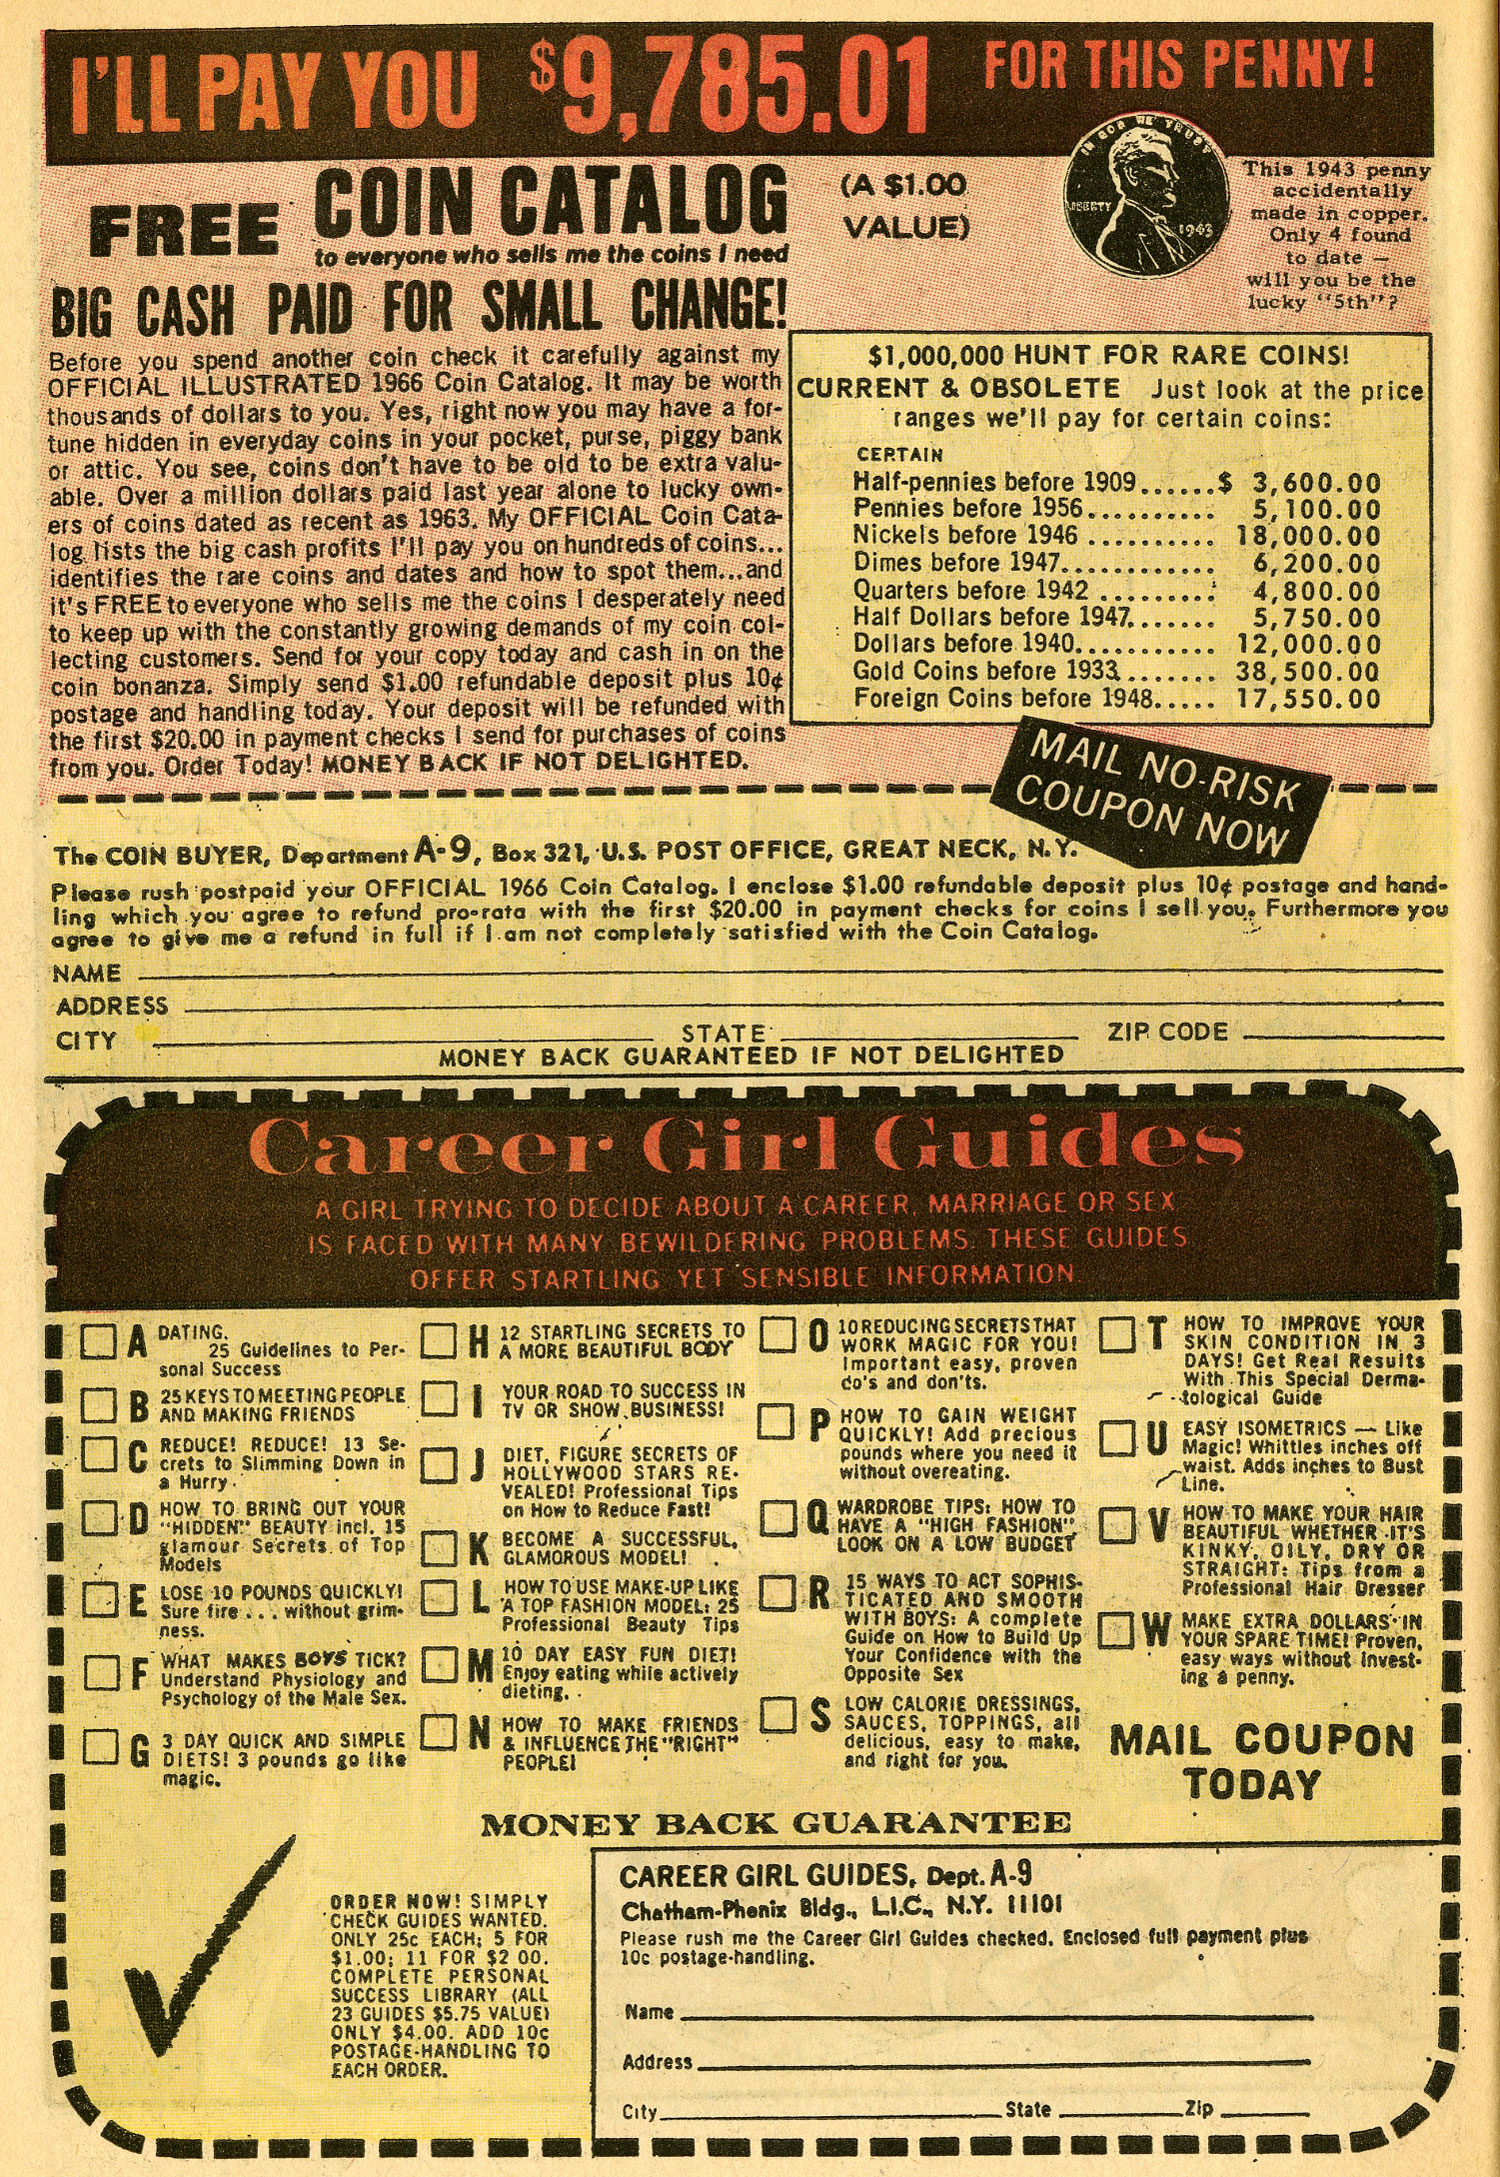 I'LL PAY YOU $9,785.01 FOR THIS PENNY!
IN GOD WE TRUST
LIBERTY
1943
This 1943 penny
accidentally
made in copper.
Only 4 found
to date —
will you be the
lucky "5th"?
FREE COIN CATALOG
(A $1.00
VALUE)
to everyone who sells me the coins I need
BIG CASH PAID FOR SMALL CHANGE!
Before you spend another coin check it carefully against my
OFFICIAL ILLUSTRATED 1966 Coin Catalog. It may be worth
thousands of dollars to you. Yes, right now you may have a for-
tune hidden in everyday coins in your pocket, purse, piggy bank
or attic. You see, coins don't have to be old to be extra valu-
able. Over a million dollars paid last year alone to lucky own-
ers of coins dated as recent as 1963. My OFFICIAL Coin Cata-
log lists the big cash profits I'll pay you on hundreds of coins...
identifies the rare coins and dates and how to spot them...and
it's FREE to everyone who sells me the coins I desperately need
to keep up with the constantly growing demands of my coin col-
lecting customers. Send for your copy today and cash in on the
coin bonanza. Simply send $1.00 refundable deposit plus 10¢
postage and handling today. Your deposit will be refunded with
the first $20.00 in payment checks I send for purchases of coins
from you. Order Today! MONEY BACK IF NOT DELIGHTED.
$1,000,000 HUNT FOR RARE COINS!
CURRENT & OBSOLETE Just look at the price
ranges we'll pay for certain coins:
CERTAIN
Half-pennies before 1909......$ 3,600.00
Pennies before 1956.......... 5,100.00
Nickels before 1946 .......... 18,000.00
Dimes before 1947............ 6,200.00
Quarters before 1942 ......... 4,800.00
Half Dollars before 1947....... 5,750.00
Dollars before 1940........... 12,000.00
Gold Coins before 1933....... 38,500.00
Foreign Coins before 1948..... 17,550.00
MAIL NO-RISK
COUPON NOW
The COIN BUYER, Department A-9, Box 321, U.S. POST OFFICE, GREAT NECK, N.Y.
Please rush postpaid your OFFICIAL 1966 Coin Catalog. I enclose $1.00 refundable deposit plus 10¢ postage and hand-
ling which you agree to refund pro-rata with the first $20.00 in payment checks for coins I sell you. Furthermore you
agree to give me a refund in full if I am not completely satisfied with the Coin Catalog.
NAME
ADDRESS
CITY STATE ZIP CODE
MONEY BACK GUARANTEED IF NOT DELIGHTED
Career Girl Guides
A GIRL TRYING TO DECIDE ABOUT A CAREER, MARRIAGE OR SEX
IS FACED WITH MANY BEWILDERING PROBLEMS. THESE GUIDES
OFFER STARTLING YET SENSIBLE INFORMATION.
A DATING.
25 Guidelines to Per-
sonal Success
B 25 KEYS TO MEETING PEOPLE
AND MAKING FRIENDS
C REDUCE! REDUCE! 13 Se-
crets to Slimming Down in
a Hurry.
D HOW TO BRING OUT YOUR
"HIDDEN" BEAUTY incl. 15
glamour Secrets of Top
Models
E LOSE 10 POUNDS QUICKLY!
Sure fire . . . without grim-
ness.
F WHAT MAKES BOYS TICK?
Understand Physiology and
Psychology of the Male Sex.
G 3 DAY QUICK AND SIMPLE
DIETS! 3 pounds go like
magic.
H 12 STARTLING SECRETS TO
A MORE BEAUTIFUL BODY
I YOUR ROAD TO SUCCESS IN
TV OR SHOW BUSINESS!
J DIET, FIGURE SECRETS OF
HOLLYWOOD STARS RE-
VEALED! Professional Tips
on How to Reduce Fast!
K BECOME A SUCCESSFUL,
GLAMOROUS MODEL!
L HOW TO USE MAKE-UP LIKE
A TOP FASHION MODEL: 25
Professional Beauty Tips
M 10 DAY EASY FUN DIET!
Enjoy eating while actively
dieting.
N HOW TO MAKE FRIENDS
& INFLUENCE THE "RIGHT"
PEOPLE!
O 10 REDUCING SECRETS THAT
WORK MAGIC FOR YOU!
Important easy, proven
do's and don'ts.
P HOW TO GAIN WEIGHT
QUICKLY! Add precious
pounds where you need it
without overeating.
Q WARDROBE TIPS: HOW TO
HAVE A "HIGH FASHION"
LOOK ON A LOW BUDGET
R 15 WAYS TO ACT SOPHIS-
TICATED AND SMOOTH
WITH BOYS: A complete
Guide on How to Build Up
Your Confidence with the
Opposite Sex
S LOW CALORIE DRESSINGS,
SAUCES, TOPPINGS, all
delicious, easy to make,
and right for you.
T HOW TO IMPROVE YOUR
SKIN CONDITION IN 3
DAYS! Get Real Results
With This Special Derma-
tological Guide
U EASY ISOMETRICS — Like
Magic! Whittles inches off
waist. Adds inches to Bust
Line.
V HOW TO MAKE YOUR HAIR
BEAUTIFUL WHETHER IT'S
KINKY, OILY, DRY OR
STRAIGHT: Tips from a
Professional Hair Dresser
W MAKE EXTRA DOLLARS IN
YOUR SPARE TIME! Proven,
easy ways without invest-
ing a penny.
MAIL COUPON
TODAY
MONEY BACK GUARANTEE
ORDER NOW! SIMPLY
CHECK GUIDES WANTED.
ONLY 25c EACH; 5 FOR
$1.00; 11 FOR $2.00.
COMPLETE PERSONAL
SUCCESS LIBRARY (ALL
23 GUIDES $5.75 VALUE)
ONLY $4.00. ADD 10c
POSTAGE-HANDLING TO
EACH ORDER.
CAREER GIRL GUIDES, Dept. A-9
Chatham-Phenix Bldg., L.I.C., N.Y. 11101
Please rush me the Career Girl Guides checked. Enclosed full payment plus
10c postage-handling.
Name
Address
City State Zip